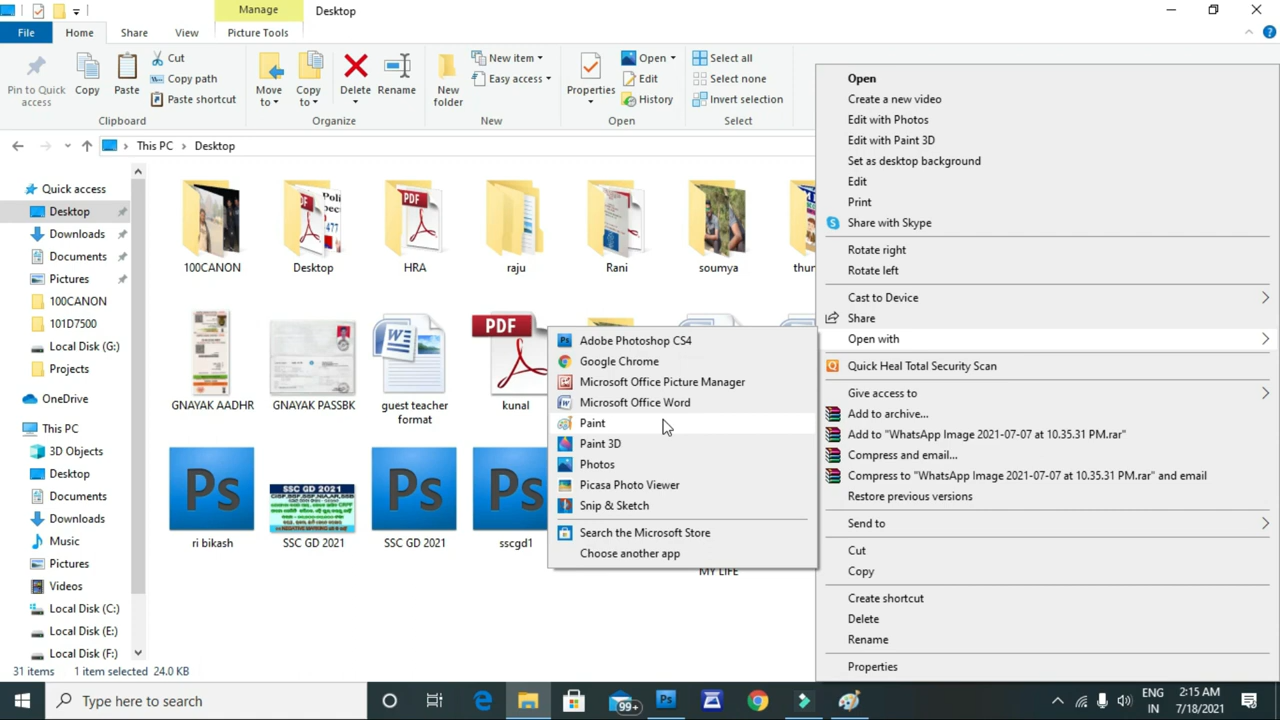 Manage
Desktop
File
Home
Share
View
Picture Tools
Pin to Quick
access
Copy
Paste
Cut
Copy path
Paste shortcut
Clipboard
Move
to
Copy
to
Delete
Rename
Organize
New
folder
New item
Easy access
New
Properties
Open
Edit
History
Open
Select all
Select none
Invert selection
Select
This PC
Desktop
Quick access
Desktop
Downloads
Documents
Pictures
100CANON
101D7500
Local Disk (G:)
Projects
OneDrive
This PC
3D Objects
Desktop
Documents
Downloads
Music
Pictures
Videos
Local Disk (C:)
Local Disk (E:)
Local Disk (F:)
100CANON
Desktop
HRA
raju
Rani
soumya
GNAYAK AADHR
GNAYAK PASSBK
guest teacher
format
kunal
ri bikash
SSC GD 2021
SSC GD 2021
sscgd1
MY LIFE
PDF
PDF
PDF
Ps
SSC GD 2021
Ps
Ps
Adobe Photoshop CS4
Google Chrome
Microsoft Office Picture Manager
Microsoft Office Word
Paint
Paint 3D
Photos
Picasa Photo Viewer
Snip & Sketch
Search the Microsoft Store
Choose another app
Open
Create a new video
Edit with Photos
Edit with Paint 3D
Set as desktop background
Edit
Print
Share with Skype
Rotate right
Rotate left
Cast to Device
Share
Open with
Quick Heal Total Security Scan
Give access to
Add to archive...
Add to "WhatsApp Image 2021-07-07 at 10.35.31 PM.rar"
Compress and email...
Compress to "WhatsApp Image 2021-07-07 at 10.35.31 PM.rar" and email
Restore previous versions
Send to
Cut
Copy
Create shortcut
Delete
Rename
Properties
31 items
1 item selected 24.0 KB
Type here to search
99+
Ps
ENG
IN
2:15 AM
7/18/2021